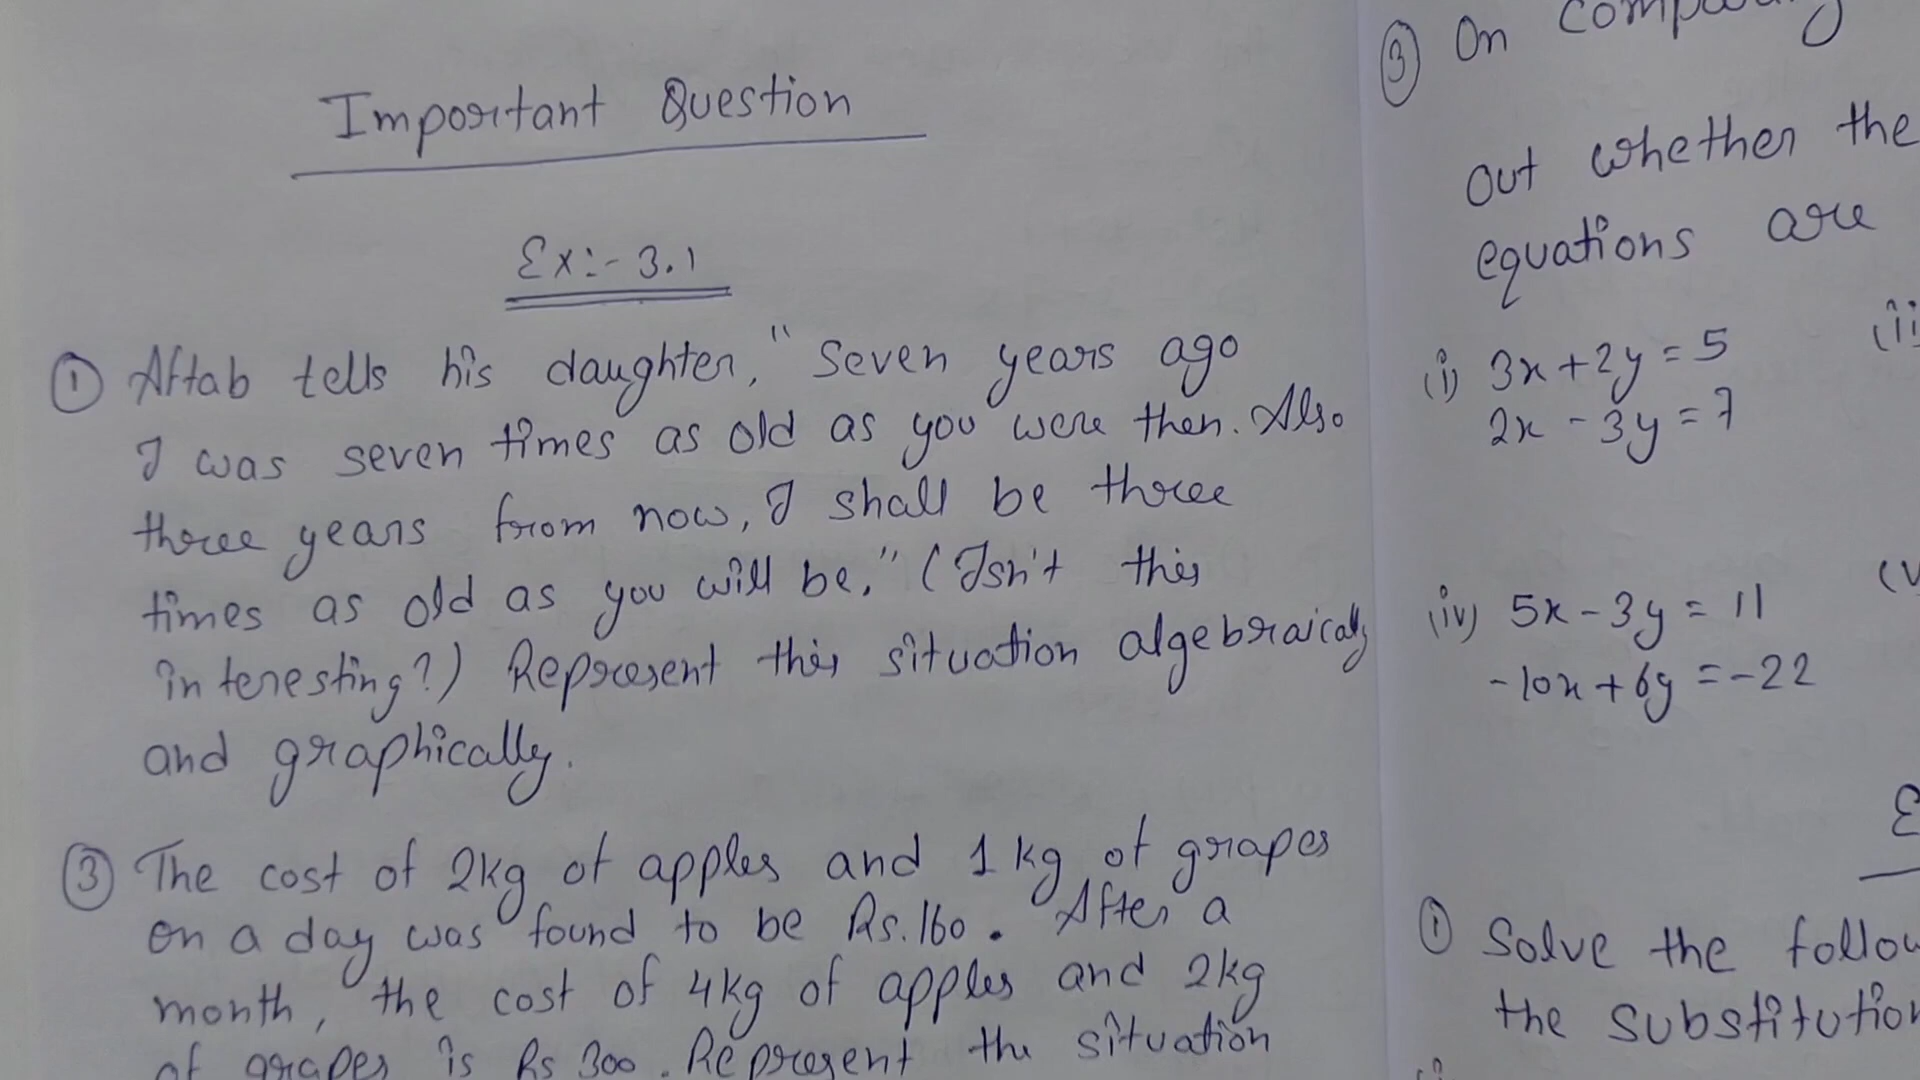 Important Question
Ex:- 3.1
① Aftab tells his daughter, "Seven years ago
I was seven times as old as you were then. Also
three years from now, I shall be three
times as old as you will be." (Isn't this
interesting?) Represent this situation algebraically
and graphically.
③ The cost of 2kg of apples and 1kg of grapes
on a day was found to be Rs.160. After a
month, the cost of 4kg of apples and 2kg
of grapes is Rs 300. Represent the situation
③ On
out whether the
equations are
(i) 3x+2y=5
2x-3y=7
(iv) 5x-3y=11
-10x+6y=-22
① Solve the
the